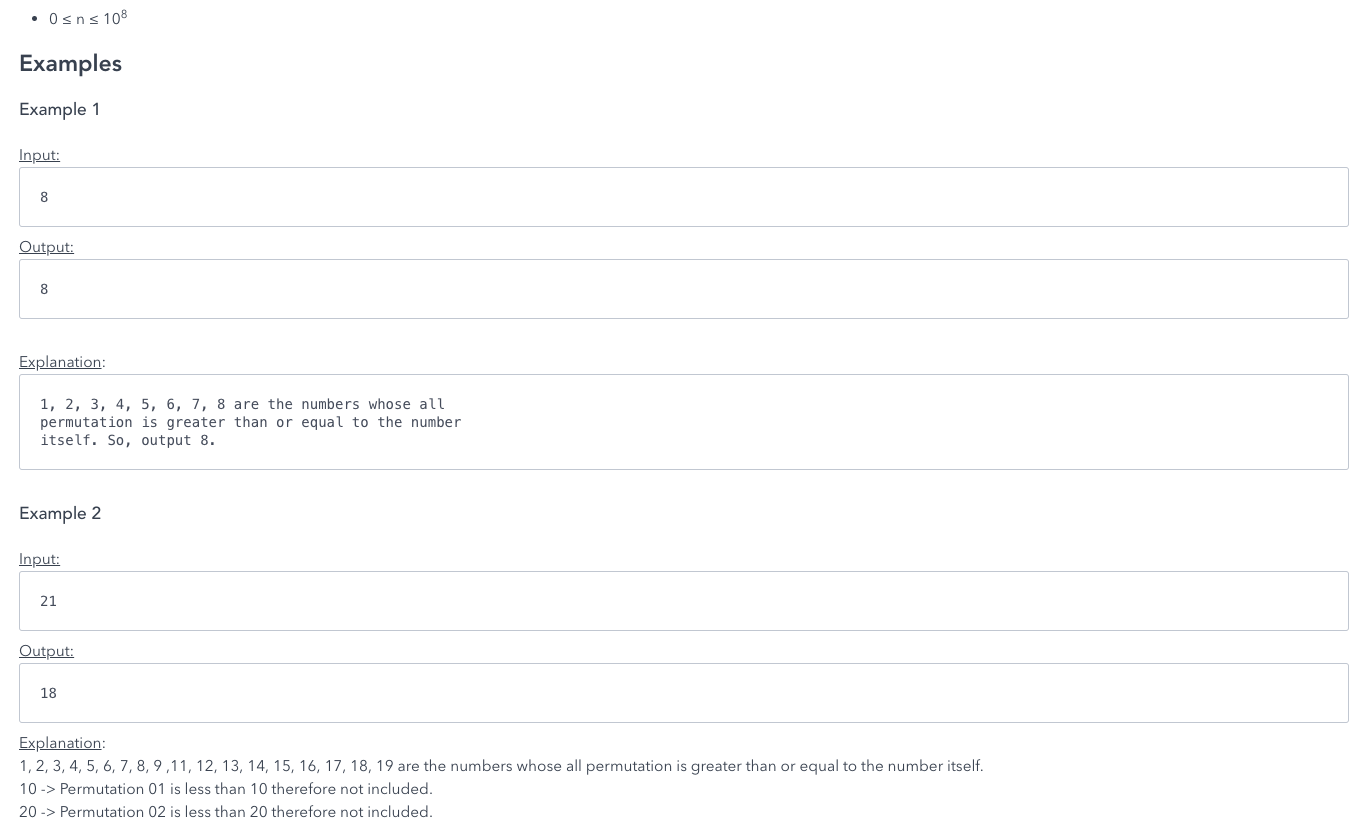 • 0 ≤ n ≤ 10⁸
Examples
Example 1
Input:
8
Output:
8
Explanation:
1, 2, 3, 4, 5, 6, 7, 8 are the numbers whose all
permutation is greater than or equal to the number
itself. So, output 8.
Example 2
Input:
21
Output:
18
Explanation:
1, 2, 3, 4, 5, 6, 7, 8, 9 ,11, 12, 13, 14, 15, 16, 17, 18, 19 are the numbers whose all permutation is greater than or equal to the number itself.
10 -> Permutation 01 is less than 10 therefore not included.
20 -> Permutation 02 is less than 20 therefore not included.